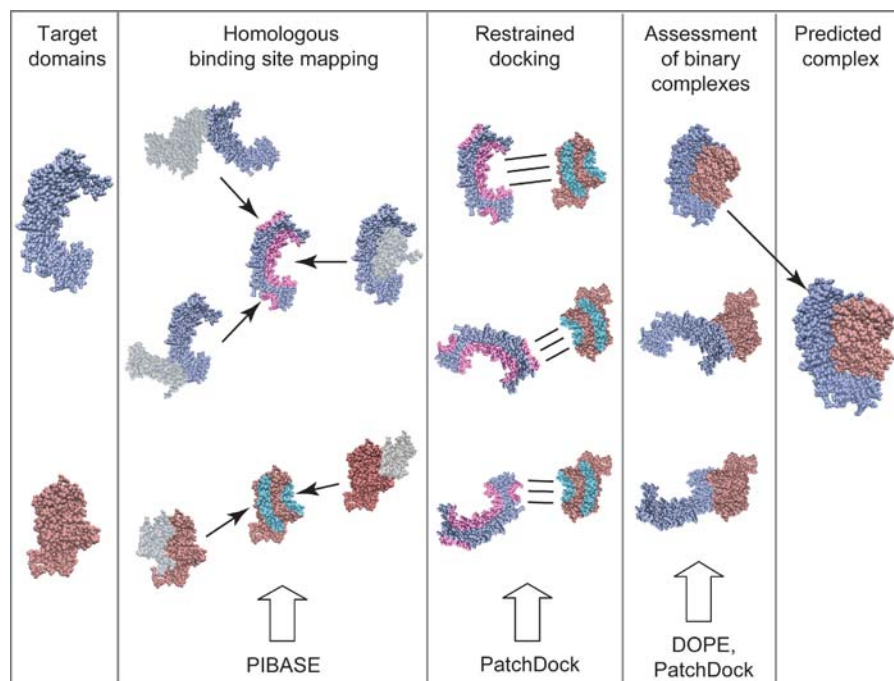 Target
domains
Homologous
binding site mapping
Restrained
docking
Assessment
of binary
complexes
Predicted
complex
PIBASE
PatchDock
DOPE,
PatchDock